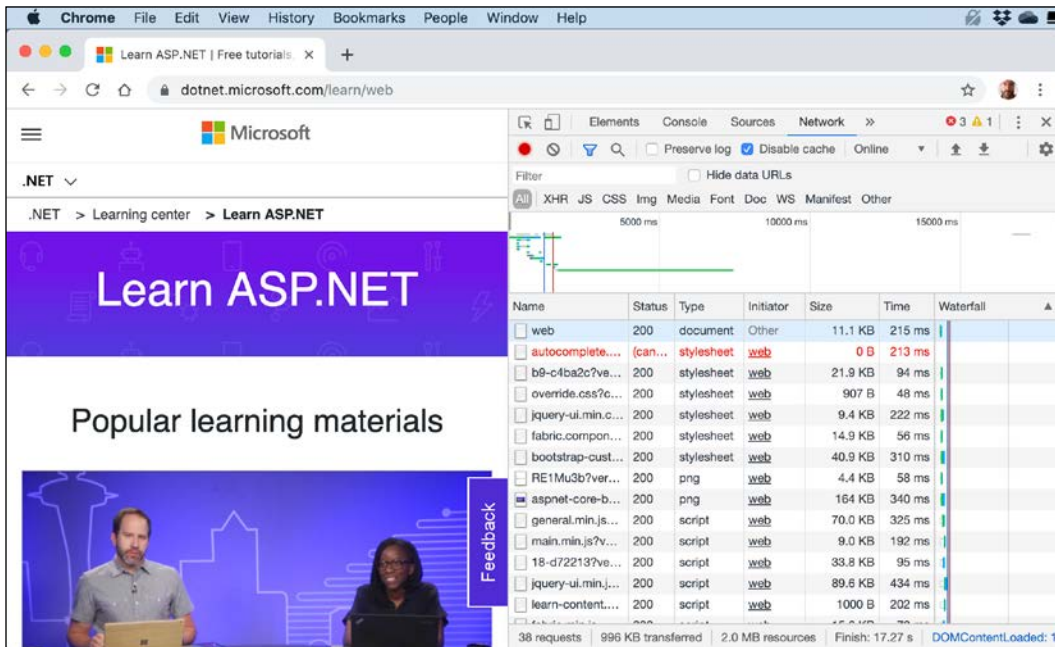 Chrome File Edit View History Bookmarks People Window Help
Learn ASP.NET | Free tutorials,
dotnet.microsoft.com/learn/web
Microsoft
.NET
.NET > Learning center > Learn ASP.NET
Learn ASP.NET
Popular learning materials
Feedback
Elements Console Sources Network » 3 1
Preserve log Disable cache Online
Filter Hide data URLs
All XHR JS CSS Img Media Font Doc WS Manifest Other
5000 ms 10000 ms 15000 ms
Name Status Type Initiator Size Time Waterfall
web 200 document Other 11.1 KB 215 ms
autocomplete.... (can... stylesheet web 0 B 213 ms
b9-c4ba2c?ve... 200 stylesheet web 21.9 KB 94 ms
override.css?c... 200 stylesheet web 907 B 48 ms
jquery-ui.min.c... 200 stylesheet web 9.4 KB 222 ms
fabric.compon... 200 stylesheet web 14.9 KB 56 ms
bootstrap-cust... 200 stylesheet web 40.9 KB 310 ms
RE1Mu3b?ver... 200 png web 4.4 KB 58 ms
aspnet-core-b... 200 png web 164 KB 340 ms
general.min.js... 200 script web 70.0 KB 325 ms
main.min.js?v... 200 script web 9.0 KB 192 ms
18-d72213?ve... 200 script web 33.8 KB 95 ms
jquery-ui.min.j... 200 script web 89.6 KB 434 ms
learn-content.... 200 script web 1000 B 202 ms
38 requests 996 KB transferred 2.0 MB resources Finish: 17.27 s DOMContentLoaded: 1